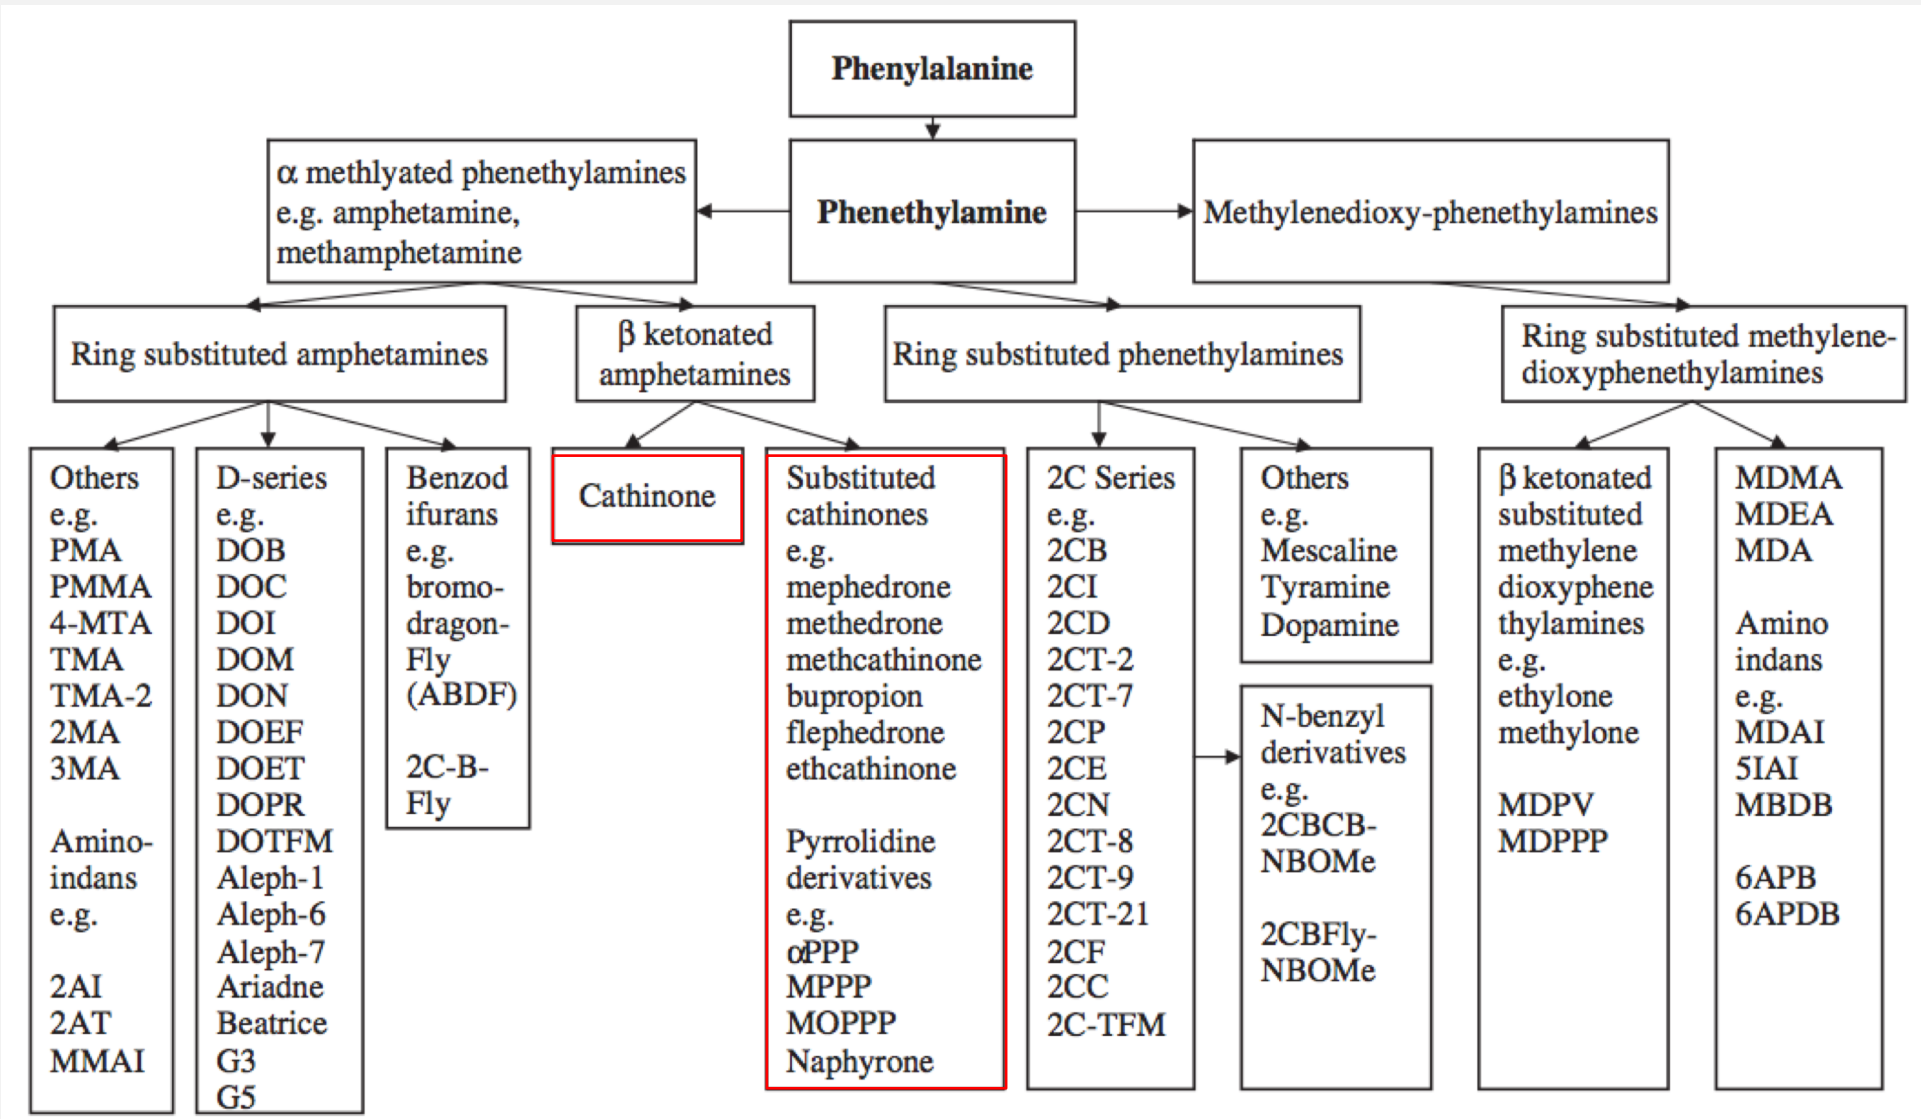 Phenylalanine
α methlyated phenethylamines
e.g. amphetamine,
methamphetamine
Phenethylamine
Methylenedioxy-phenethylamines
Ring substituted amphetamines
β ketonated
amphetamines
Ring substituted phenethylamines
Ring substituted methylene-
dioxyphenethylamines
Others
e.g.
PMA
PMMA
4-MTA
TMA
TMA-2
2MA
3MA
Amino-
indans
e.g.
2AI
2AT
MMAI
D-series
e.g.
DOB
DOC
DOI
DOM
DON
DOEF
DOET
DOPR
DOTFM
Aleph-1
Aleph-6
Aleph-7
Ariadne
Beatrice
G3
G5
Benzod
ifurans
e.g.
bromo-
dragon-
Fly
(ABDF)
2C-B-
Fly
Cathinone
Substituted
cathinones
e.g.
mephedrone
methedrone
methcathinone
bupropion
flephedrone
ethcathinone
Pyrrolidine
derivatives
e.g.
αPPP
MPPP
MOPPP
Naphyrone
2C Series
e.g.
2CB
2CI
2CD
2CT-2
2CT-7
2CP
2CE
2CN
2CT-8
2CT-9
2CT-21
2CF
2CC
2C-TFM
Others
e.g.
Mescaline
Tyramine
Dopamine
N-benzyl
derivatives
e.g.
2CBCB-
NBOMe
2CBFly-
NBOMe
β ketonated
substituted
methylene
dioxyphene
thylamines
e.g.
ethylone
methylone
MDPV
MDPPP
MDMA
MDEA
MDA
Amino
indans
e.g.
MDAI
5IAI
MBDB
6APB
6APDB